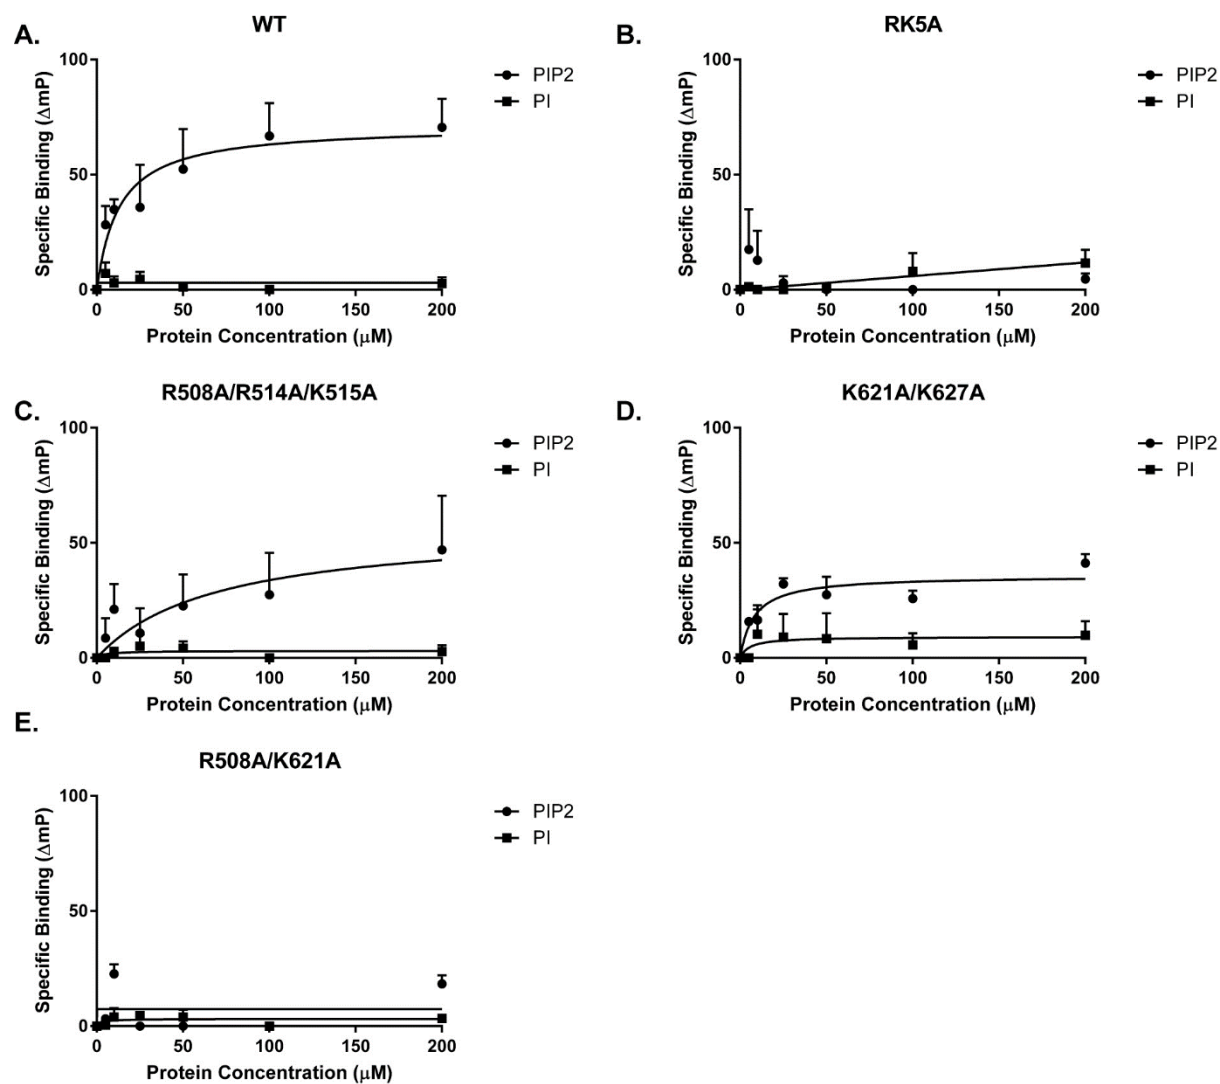 A.
WT
100
50
0
Specific Binding (ΔmP)
0 50 100 150 200
Protein Concentration (μM)
PIP2
PI
B.
RK5A
100
50
0
Specific Binding (ΔmP)
0 50 100 150 200
Protein Concentration (μM)
PIP2
PI
C.
R508A/R514A/K515A
100
50
0
Specific Binding (ΔmP)
0 50 100 150 200
Protein Concentration (μM)
PIP2
PI
D.
K621A/K627A
100
50
0
Specific Binding (ΔmP)
0 50 100 150 200
Protein Concentration (μM)
PIP2
PI
E.
R508A/K621A
100
50
0
Specific Binding (ΔmP)
0 50 100 150 200
Protein Concentration (μM)
PIP2
PI